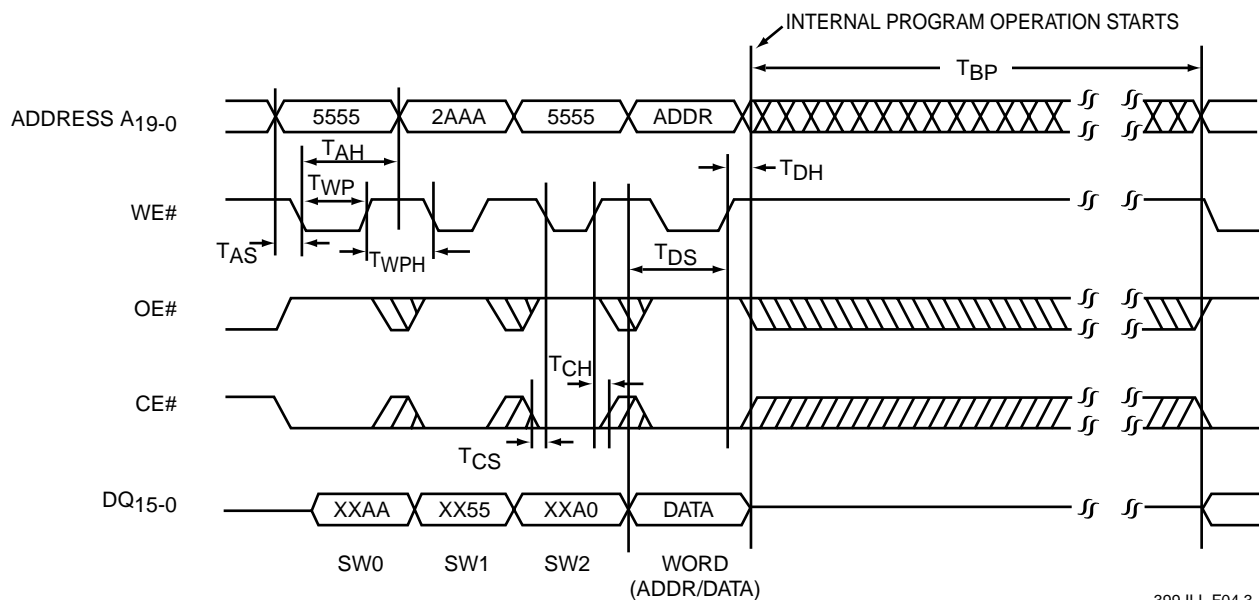 INTERNAL PROGRAM OPERATION STARTS
TBP
ADDRESS A19-0
5555
2AAA
5555
ADDR
TAH
TDH
TWP
WE#
TAS
TWPH
TDS
OE#
TCH
CE#
TCS
DQ15-0
XXAA
XX55
XXA0
DATA
SW0
SW1
SW2
WORD
(ADDR/DATA)